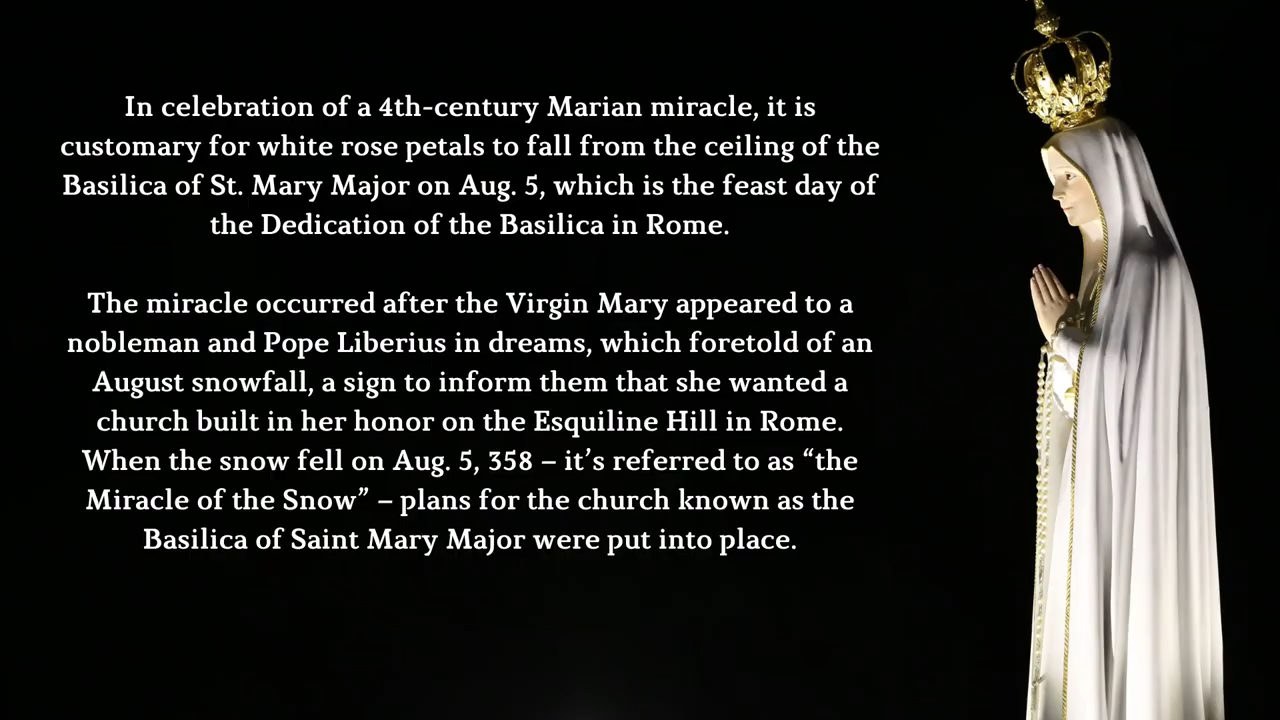 In celebration of a 4th-century Marian miracle, it is
customary for white rose petals to fall from the ceiling of the
Basilica of St. Mary Major on Aug. 5, which is the feast day of
the Dedication of the Basilica in Rome.
The miracle occurred after the Virgin Mary appeared to a
nobleman and Pope Liberius in dreams, which foretold of an
August snowfall, a sign to inform them that she wanted a
church built in her honor on the Esquiline Hill in Rome.
When the snow fell on Aug. 5, 358 – it’s referred to as “the
Miracle of the Snow” – plans for the church known as the
Basilica of Saint Mary Major were put into place.